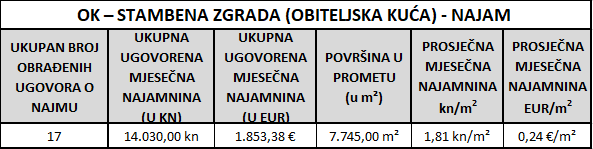 OK – STAMBENA ZGRADA (OBITELJSKA KUĆA) - NAJAM
UKUPAN BROJ
OBRAĐENIH
UGOVORA O
NAJMU
UKUPNA
UGOVORENA
MJESEČNA
NAJAMNINA
(U KN)
UKUPNA
UGOVORENA
MJESEČNA
NAJAMNINA
(U EUR)
POVRŠINA U
PROMETU
(u m²)
PROSJEČNA
MJESEČNA
NAJAMNINA
kn/m²
PROSJEČNA
MJESEČNA
NAJAMNINA
EUR/m²
17
14.030,00 kn
1.853,38 €
7.745,00 m²
1,81 kn/m²
0,24 €/m²